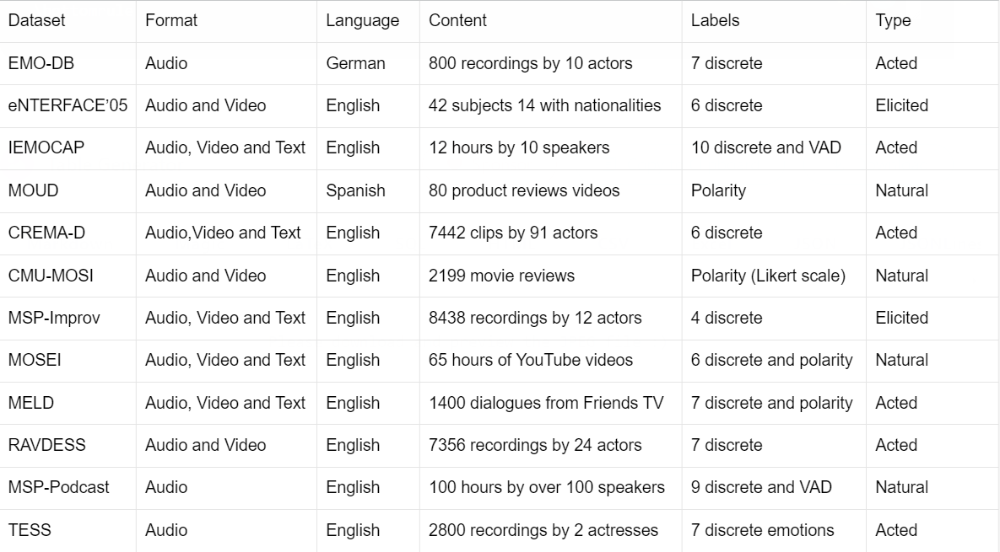 Dataset Format Language Content Labels Type
EMO-DB Audio German 800 recordings by 10 actors 7 discrete Acted
eNTERFACE’05 Audio and Video English 42 subjects 14 with nationalities 6 discrete Elicited
IEMOCAP Audio, Video and Text English 12 hours by 10 speakers 10 discrete and VAD Acted
MOUD Audio and Video Spanish 80 product reviews videos Polarity Natural
CREMA-D Audio,Video and Text English 7442 clips by 91 actors 6 discrete Acted
CMU-MOSI Audio and Video English 2199 movie reviews Polarity (Likert scale) Natural
MSP-Improv Audio, Video and Text English 8438 recordings by 12 actors 4 discrete Elicited
MOSEI Audio, Video and Text English 65 hours of YouTube videos 6 discrete and polarity Natural
MELD Audio, Video and Text English 1400 dialogues from Friends TV 7 discrete and polarity Acted
RAVDESS Audio and Video English 7356 recordings by 24 actors 7 discrete Acted
MSP-Podcast Audio English 100 hours by over 100 speakers 9 discrete and VAD Natural
TESS Audio English 2800 recordings by 2 actresses 7 discrete emotions Acted